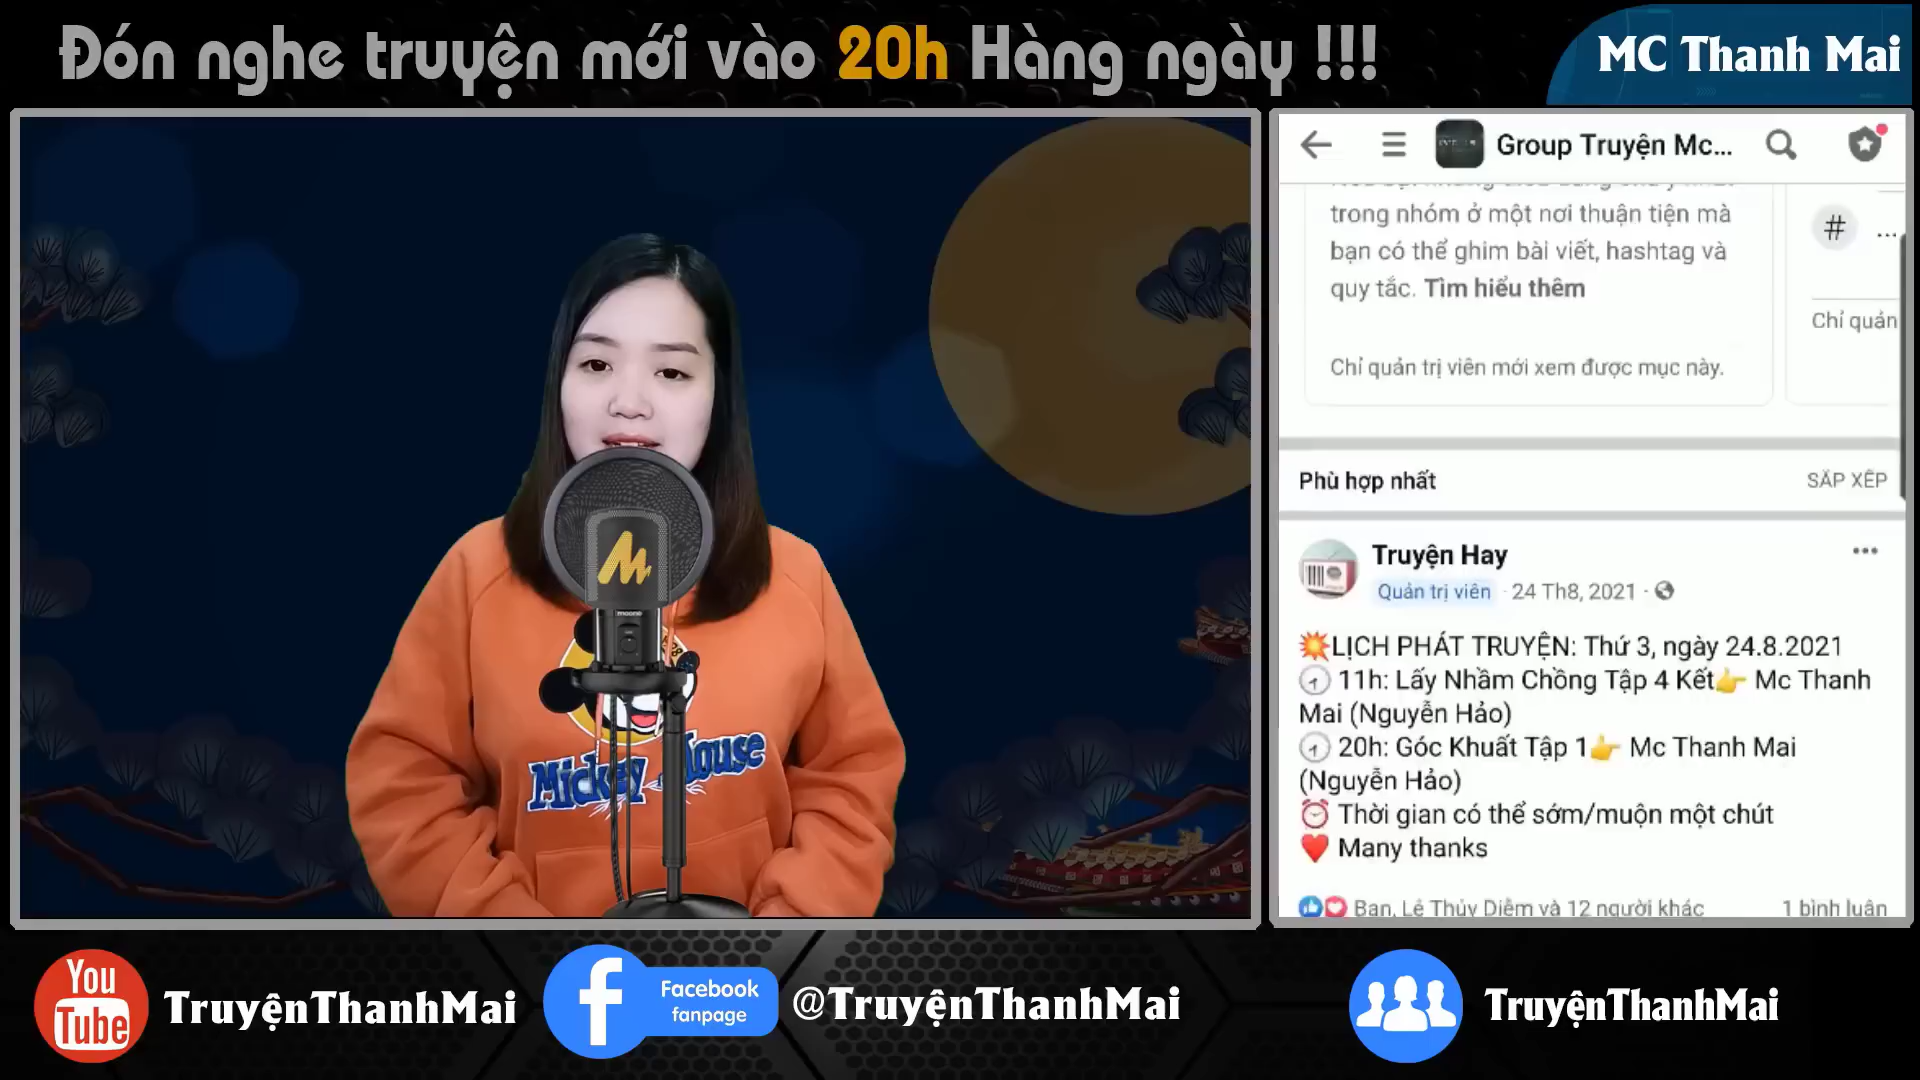 Đón nghe truyện mới vào 20h Hàng ngày !!!
MC Thanh Mai
Group Truyện Mc...
trong nhóm ở một nơi thuận tiện mà
bạn có thể ghim bài viết, hashtag và
quy tắc. Tìm hiểu thêm
Chỉ quản trị viên mới xem được mục này.
# ...
Chỉ quản
Phù hợp nhất
SẮP XẾP
Truyện Hay
Quản trị viên · 24 Th8, 2021 ·
💥LỊCH PHÁT TRUYỆN: Thứ 3, ngày 24.8.2021
🕣 11h: Lấy Nhầm Chồng Tập 4 Kết👉 Mc Thanh
Mai (Nguyễn Hảo)
🕣 20h: Góc Khuất Tập 1👉 Mc Thanh Mai
(Nguyễn Hảo)
⏰ Thời gian có thể sớm/muộn một chút
❤️ Many thanks
Bạn, Lê Thủy Diễm và 12 người khác
1 bình luận
M
maono
Mickey Mouse
You
Tube
TruyệnThanhMai
f
Facebook
fanpage
@TruyệnThanhMai
TruyệnThanhMai